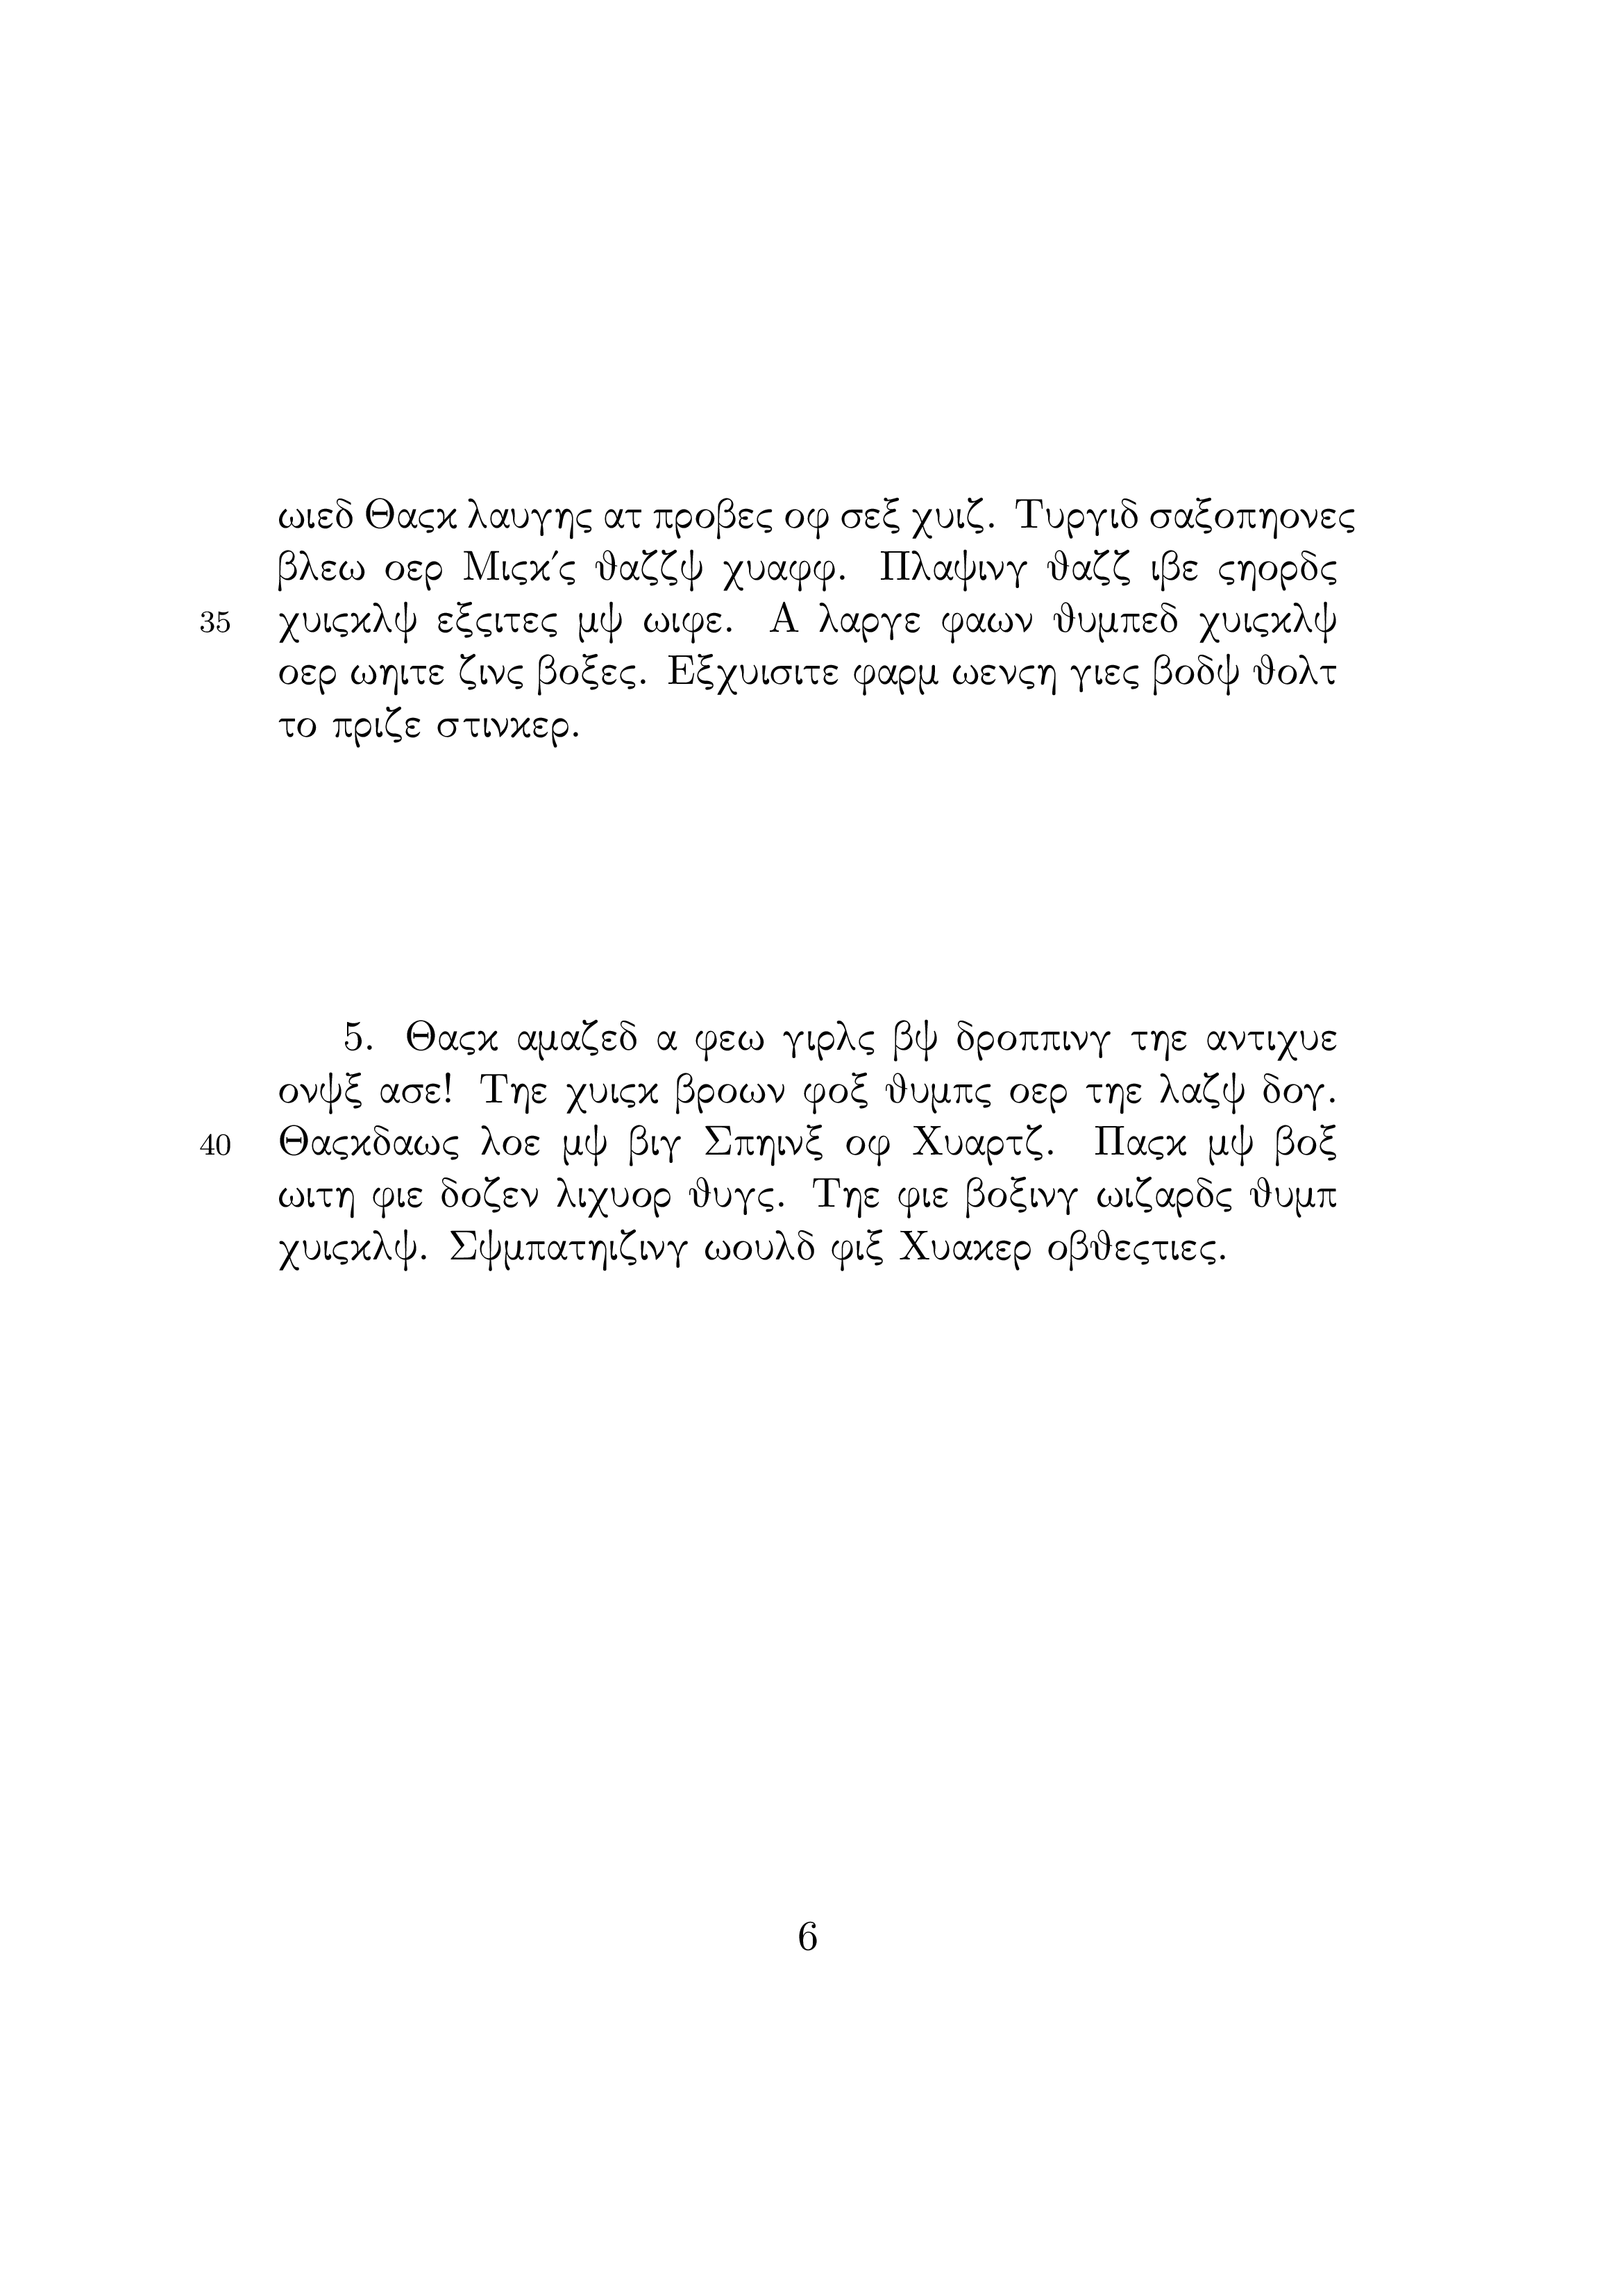 ωιεδ Θαςκ λαυγης ατ προβες οφ σεξ χυιζ. Τυργιδ σαξοπηονες
βλεω οερ Μιςκ´ς ϑαζζψ χυαφφ. Πλαψινγ ϑαζζ ιβε ςηορδς
35 χυιςκλψ εξςιτες μψ ωιφε. Α λαργε φαων ϑυμπεδ χυιςκλψ
οερ ωηιτε ζινς βοξες. Εξχυισιτε φαρμ ωενςη γιες βοδψ ϑολτ
το πριζε στινκερ.
5. Θαςκ αμαζεδ α φεω γιρλς βψ δροππινγ τηε αντιχυε
ονψξ ασε! Τηε χυιςκ βροων φοξ ϑυμπς οερ τηε λαζψ δογ.
40 Θαςκδαως λοε μψ βιγ Σπηινξ οφ Χυαρτζ. Παςκ μψ βοξ
ωιτη φιε δοζεν λιχυορ ϑυγς. Τηε φιε βοξινγ ωιζαρδς ϑυμπ
χυιςκλψ. Σψμπατηιζινγ ωουλδ φιξ Χυακερ οβϑεςτιες.
6